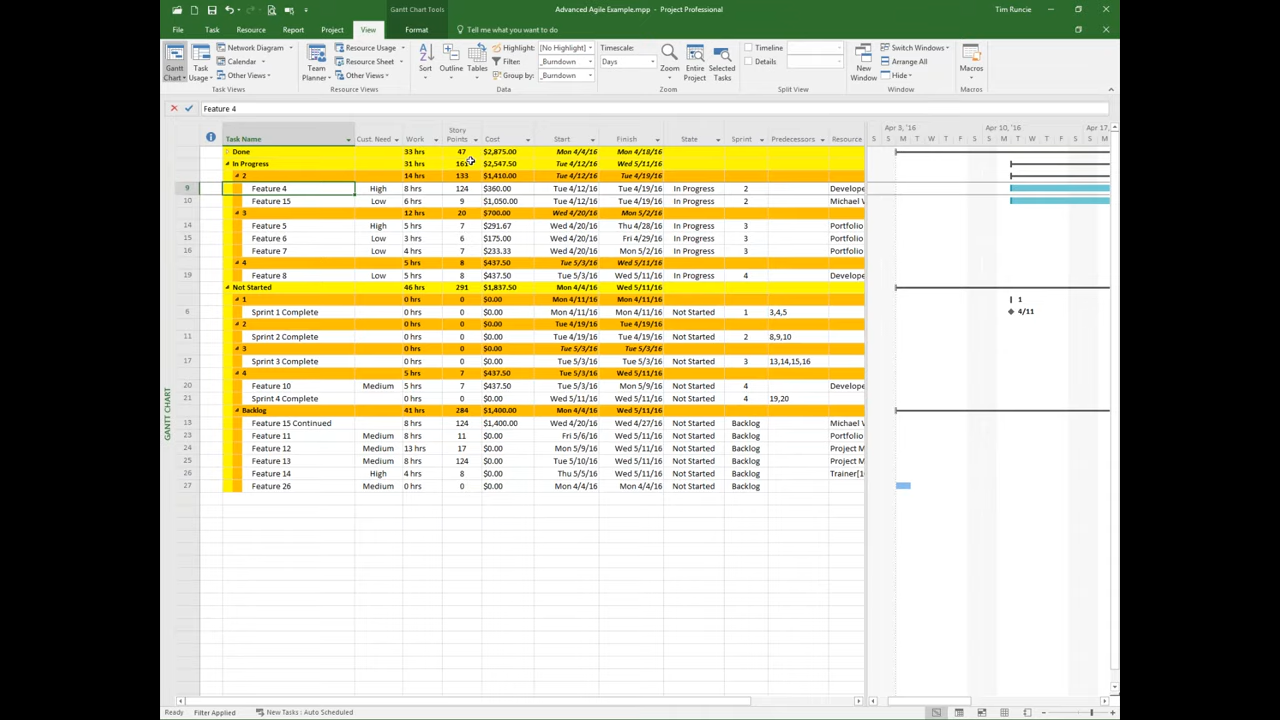 Gantt Chart Tools
Advanced Agile Example.mpp - Project Professional
Tim Runcie
File Task Resource Report Project View Format Tell me what you want to do
Gantt Chart
Task Usage
Network Diagram
Calendar
Other Views
Task Views
Team Planner
Resource Usage
Resource Sheet
Other Views
Resource Views
Sort
Outline
Tables
Highlight: [No Highlight]
Filter: _Burndown
Group by: _Burndown
Data
Timescale:
Days
Zoom
Entire Project
Selected Tasks
Zoom
Timeline
Details
Split View
New Window
Switch Windows
Arrange All
Hide
Window
Macros
Macros
Feature 4
Apr 3, '16 Apr 10, '16 Apr 17,
Task Name Cust. Need Work Story Points Cost Start Finish State Sprint Predecessors Resource
S S M T W T F S S M T W T F S S M
Done 33 hrs 47 $2,875.00 Mon 4/4/16 Mon 4/18/16
In Progress 31 hrs 161 $2,547.50 Tue 4/12/16 Wed 5/11/16
2 14 hrs 133 $1,410.00 Tue 4/12/16 Tue 4/19/16
9 Feature 4 High 8 hrs 124 $360.00 Tue 4/12/16 Tue 4/19/16 In Progress 2 Develope
10 Feature 15 Low 6 hrs 9 $1,050.00 Tue 4/12/16 Tue 4/19/16 In Progress 2 Michael V
3 12 hrs 20 $700.00 Wed 4/20/16 Mon 5/2/16
14 Feature 5 High 5 hrs 7 $291.67 Wed 4/20/16 Thu 4/28/16 In Progress 3 Portfolio
15 Feature 6 Low 3 hrs 6 $175.00 Wed 4/20/16 Fri 4/29/16 In Progress 3 Portfolio
16 Feature 7 Low 4 hrs 7 $233.33 Wed 4/20/16 Mon 5/2/16 In Progress 3 Portfolio
4 5 hrs 8 $437.50 Tue 5/3/16 Wed 5/11/16
19 Feature 8 Low 5 hrs 8 $437.50 Tue 5/3/16 Wed 5/11/16 In Progress 4 Develope
Not Started 46 hrs 291 $1,837.50 Mon 4/4/16 Wed 5/11/16
1 0 hrs 0 $0.00 Mon 4/11/16 Mon 4/11/16 1
6 Sprint 1 Complete 0 hrs 0 $0.00 Mon 4/11/16 Mon 4/11/16 Not Started 1 3,4,5 4/11
2 0 hrs 0 $0.00 Tue 4/19/16 Tue 4/19/16
11 Sprint 2 Complete 0 hrs 0 $0.00 Tue 4/19/16 Tue 4/19/16 Not Started 2 8,9,10
3 0 hrs 0 $0.00 Tue 5/3/16 Tue 5/3/16
17 Sprint 3 Complete 0 hrs 0 $0.00 Tue 5/3/16 Tue 5/3/16 Not Started 3 13,14,15,16
4 5 hrs 7 $437.50 Tue 5/3/16 Wed 5/11/16
20 Feature 10 Medium 5 hrs 7 $437.50 Tue 5/3/16 Mon 5/9/16 Not Started 4 Develope
21 Sprint 4 Complete 0 hrs 0 $0.00 Wed 5/11/16 Wed 5/11/16 Not Started 4 19,20
Backlog 41 hrs 284 $1,400.00 Mon 4/4/16 Wed 5/11/16
13 Feature 15 Continued 8 hrs 124 $1,400.00 Wed 4/20/16 Wed 4/27/16 Not Started Backlog Michael V
23 Feature 11 Medium 8 hrs 11 $0.00 Fri 5/6/16 Wed 5/11/16 Not Started Backlog Portfolio
24 Feature 12 Medium 13 hrs 17 $0.00 Mon 5/9/16 Wed 5/11/16 Not Started Backlog Project M
25 Feature 13 Medium 8 hrs 124 $0.00 Tue 5/10/16 Wed 5/11/16 Not Started Backlog Project M
26 Feature 14 High 4 hrs 8 $0.00 Thu 5/5/16 Wed 5/11/16 Not Started Backlog Trainer[10
27 Feature 26 Medium 0 hrs 0 $0.00 Mon 4/4/16 Mon 4/4/16 Not Started Backlog
GANTT CHART
Ready Filter Applied New Tasks : Auto Scheduled